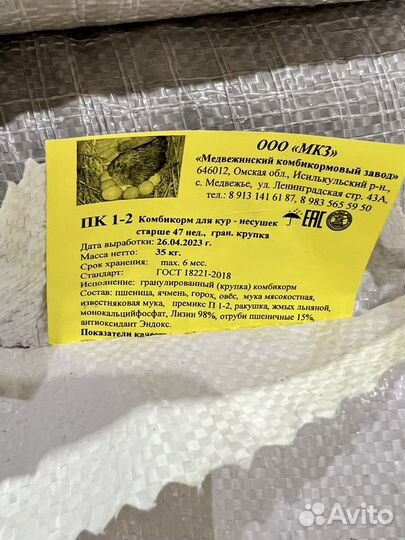 ООО «МКЗ»
«Медвежинский комбикормовый завод»
646012, Омская обл., Исилькульский р-н.,
с. Медвежье, ул. Ленинградская стр. 43А.
тел.: 8 913 141 61 87, 8 983 565 59 50
ПК 1-2 Комбикорм для кур - несушек
старше 47 нед., гран. крупка
ЕАС
Дата выработки: 26.04.2023 г.
Масса нетто: 35 кг.
Срок хранения: max. 6 мес.
Стандарт: ГОСТ 18221-2018
Исполнение: гранулированный (крупка) комбикорм
Состав: пшеница, ячмень, горох, овёс, мука мясокостная,
известняковая мука, премикс П 1-2, ракушка, жмых льняной,
монокальцийфосфат, Лизин 98%, отруби пшеничные 15%,
антиоксидант Эндокс.
Показатели качест
Avito